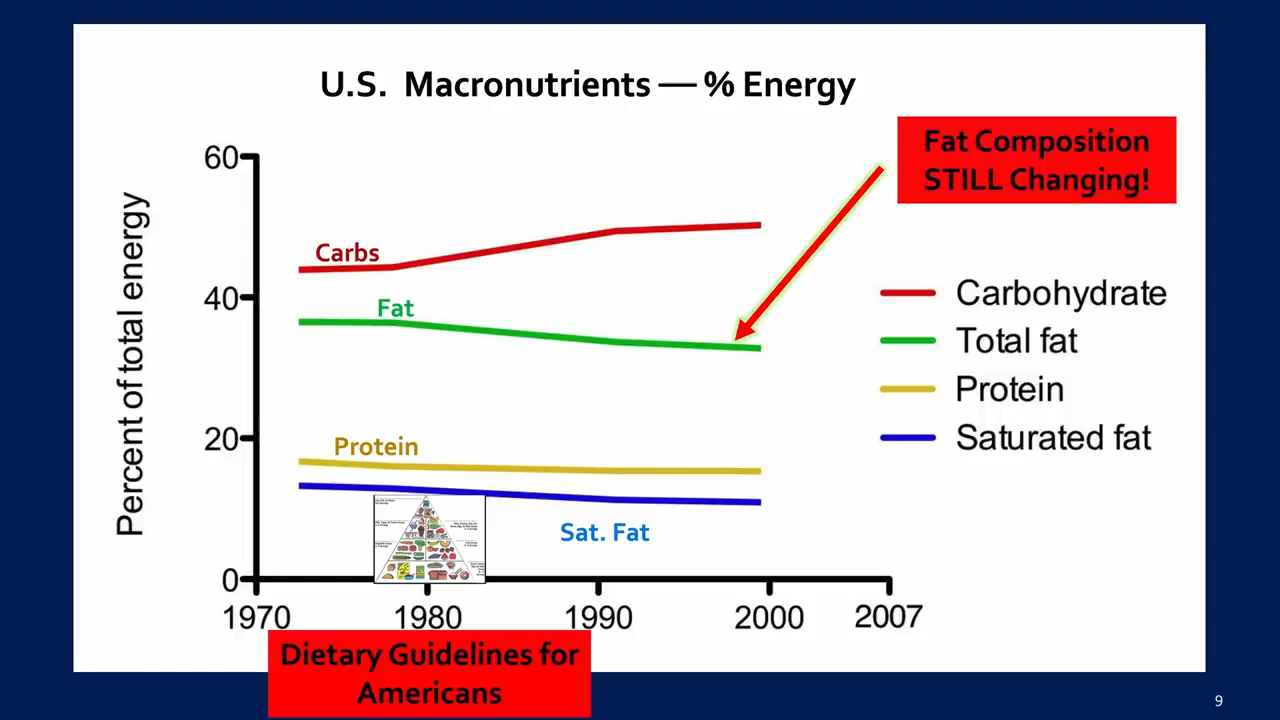 U.S. Macronutrients — % Energy
Fat Composition
STILL Changing!
Percent of total energy
60
40
20
0
Carbs
Fat
Protein
Sat. Fat
Carbohydrate
Total fat
Protein
Saturated fat
1970
1980
1990
2000
2007
Dietary Guidelines for
Americans
9